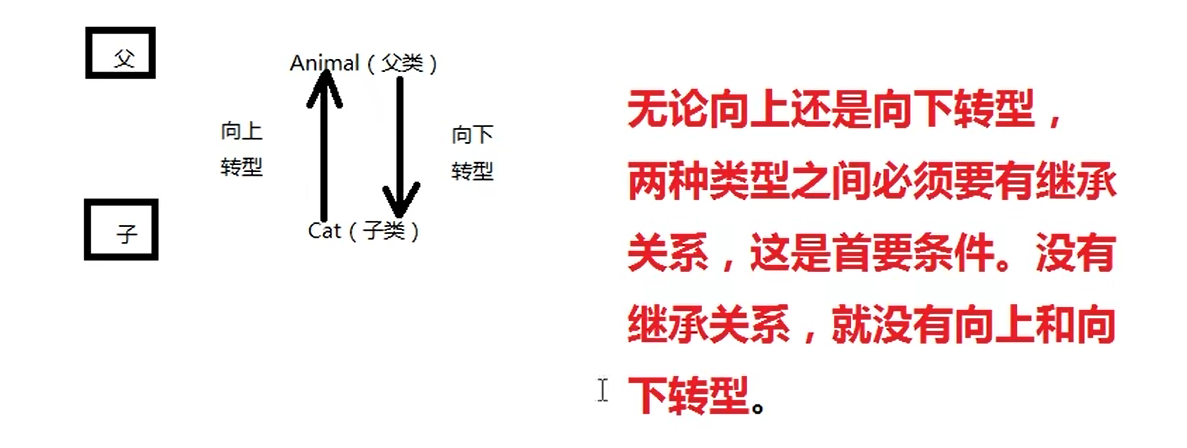 父
Animal（父类）
向上
转型
向下
转型
子
Cat（子类）
无论向上还是向下转型，
两种类型之间必须要有继承
关系，这是首要条件。没有
继承关系，就没有向上和向
下转型。